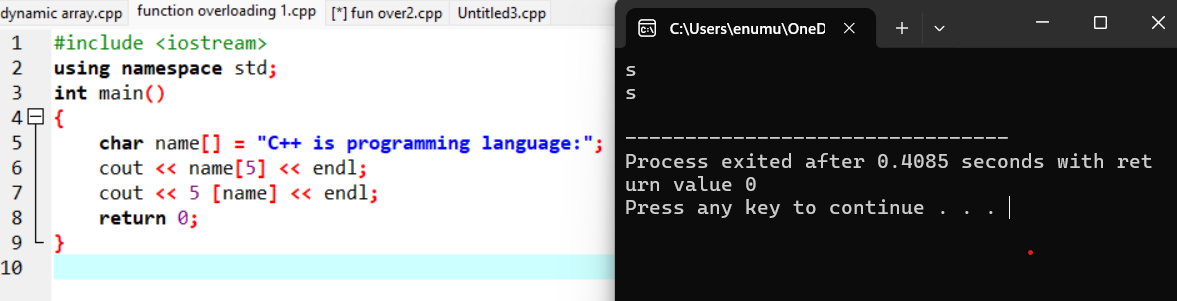 dynamic array.cpp function overloading 1.cpp [*] fun over2.cpp Untitled3.cpp
1 #include <iostream>
2 using namespace std;
3 int main()
4 {
5 char name[] = "C++ is programming language:";
6 cout << name[5] << endl;
7 cout << 5 [name] << endl;
8 return 0;
9 }
10
C:\Users\enumu\OneD
s
s
--------------------------------
Process exited after 0.4085 seconds with ret
urn value 0
Press any key to continue . . .